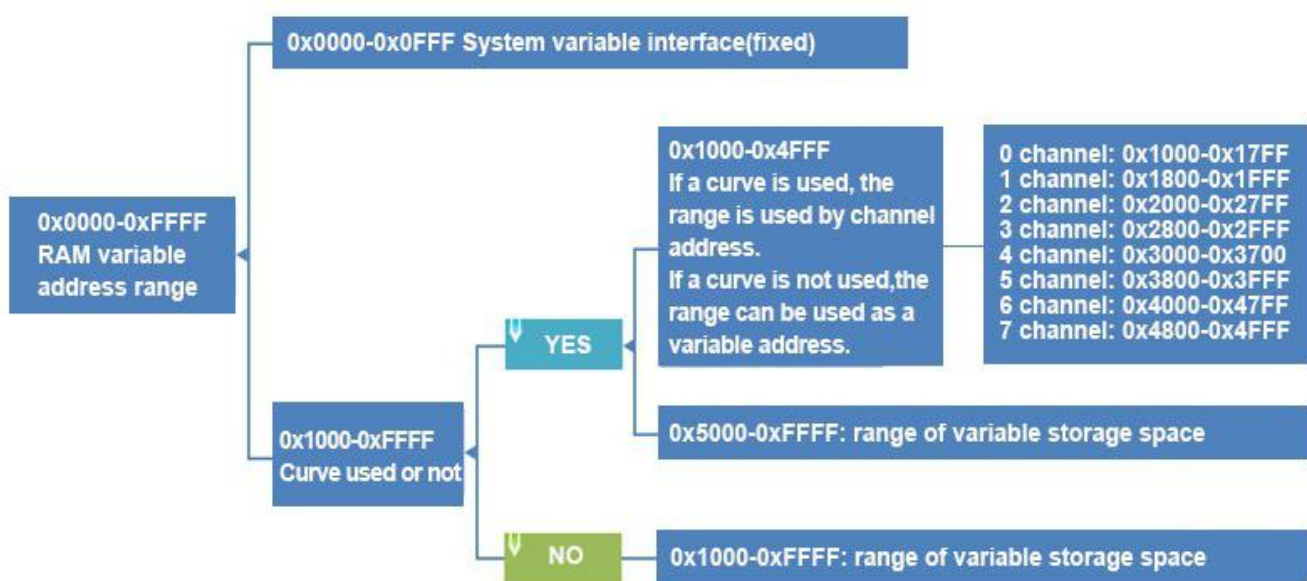 0x0000-0x0FFF System variable interface(fixed)
0x0000-0xFFFF
RAM variable
address range
0x1000-0xFFFF
Curve used or not
YES
0x1000-0x4FFF
If a curve is used, the
range is used by channel
address.
If a curve is not used,the
range can be used as a
variable address.
0 channel: 0x1000-0x17FF
1 channel: 0x1800-0x1FFF
2 channel: 0x2000-0x27FF
3 channel: 0x2800-0x2FFF
4 channel: 0x3000-0x3700
5 channel: 0x3800-0x3FFF
6 channel: 0x4000-0x47FF
7 channel: 0x4800-0x4FFF
0x5000-0xFFFF: range of variable storage space
NO
0x1000-0xFFFF: range of variable storage space